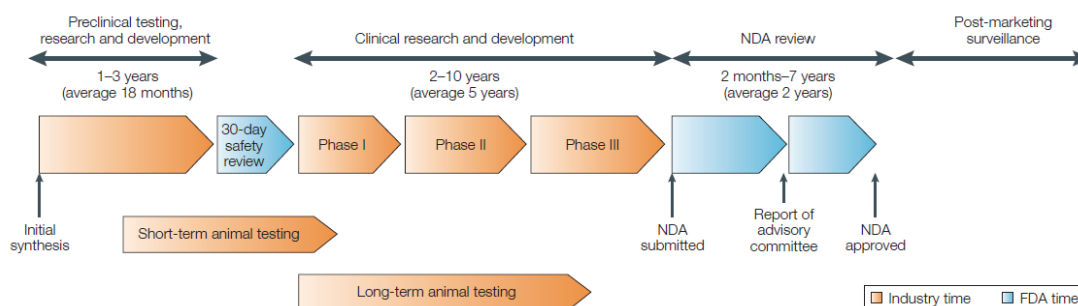 Preclinical testing,
research and development
Clinical research and development
NDA review
Post-marketing
surveillance
1–3 years
(average 18 months)
2–10 years
(average 5 years)
2 months–7 years
(average 2 years)
30-day
safety
review
Phase I
Phase II
Phase III
Initial
synthesis
Short-term animal testing
NDA
submitted
Report of
advisory
committee
NDA
approved
Long-term animal testing
Industry time
FDA time